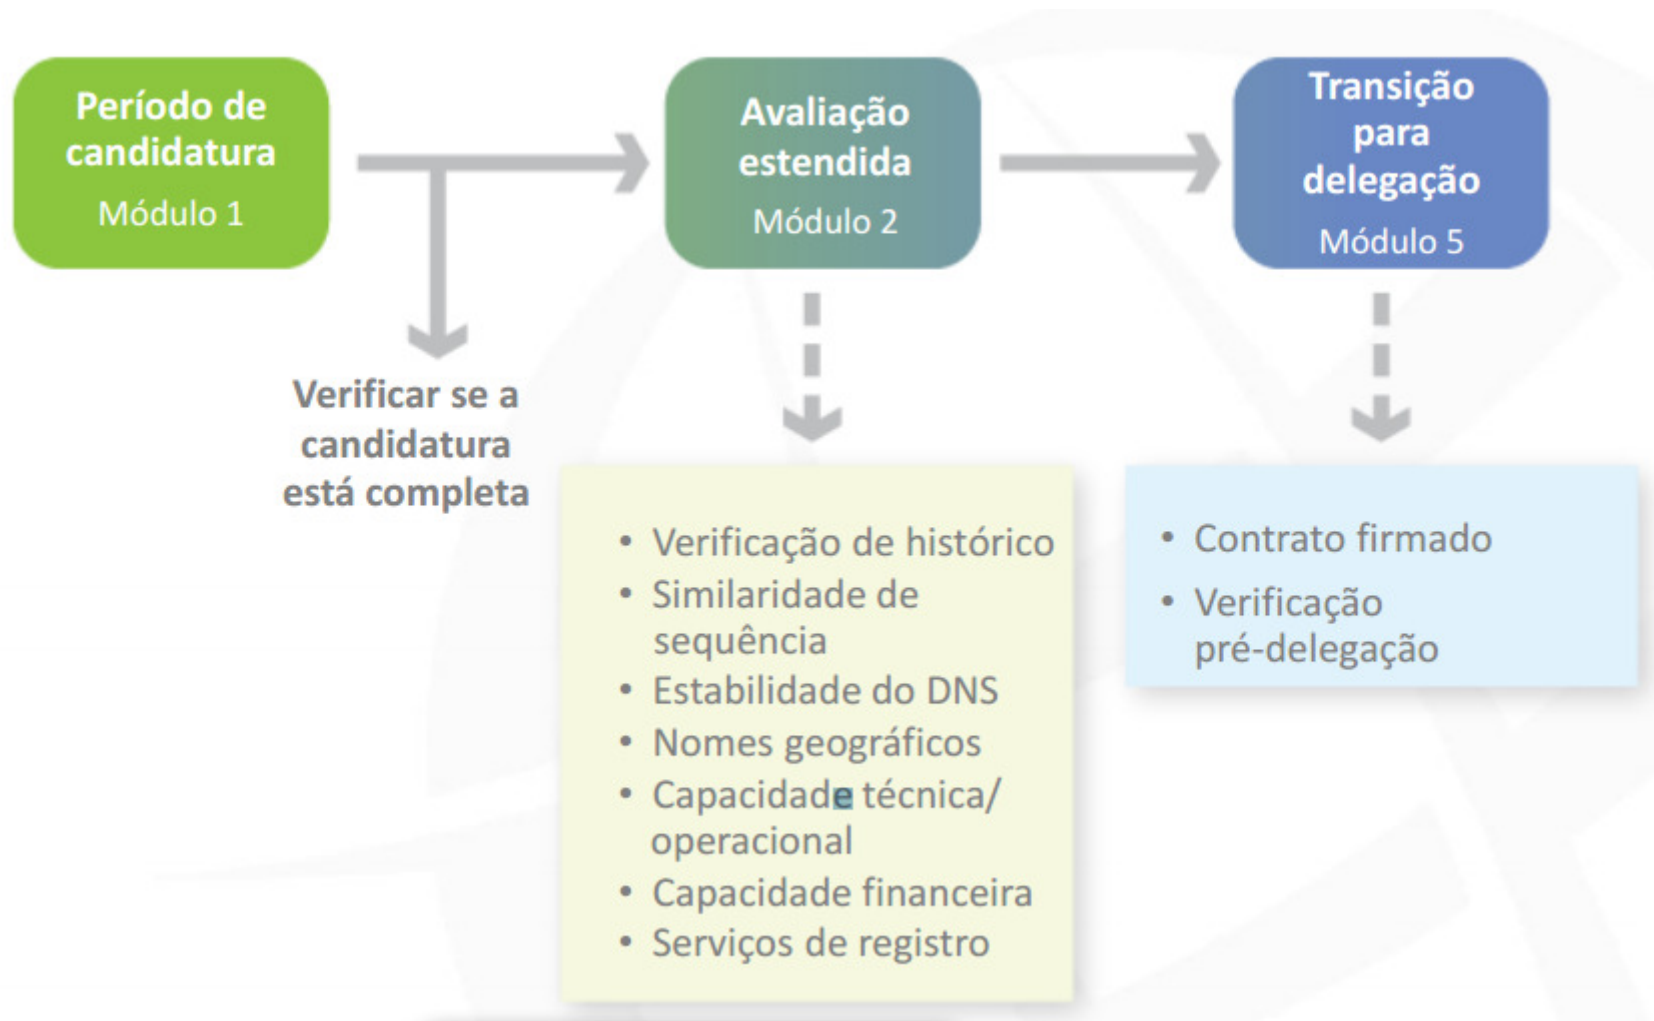 Período de
candidatura
Módulo 1
Avaliação
estendida
Módulo 2
Transição
para
delegação
Módulo 5
Verificar se a
candidatura
está completa
• Verificação de histórico
• Similaridade de
sequência
• Estabilidade do DNS
• Nomes geográficos
• Capacidade técnica/
operacional
• Capacidade financeira
• Serviços de registro
• Contrato firmado
• Verificação
pré-delegação